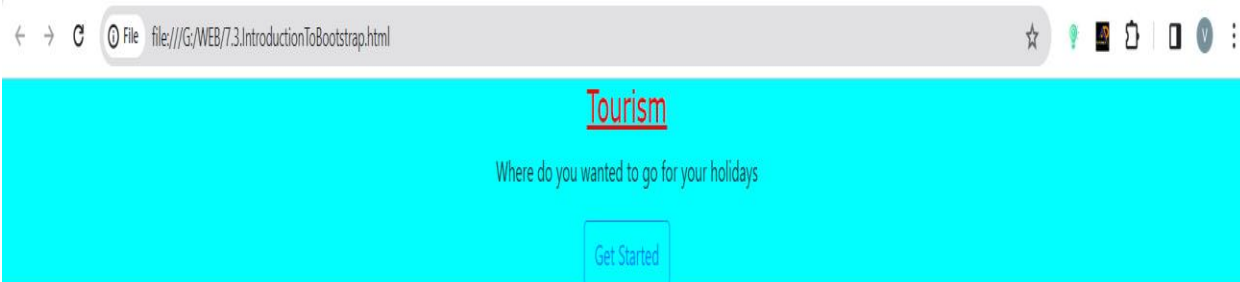 File file:///G:/WEB/7.3.IntroductionToBootstrap.html
V
Tourism
Where do you wanted to go for your holidays
Get Started